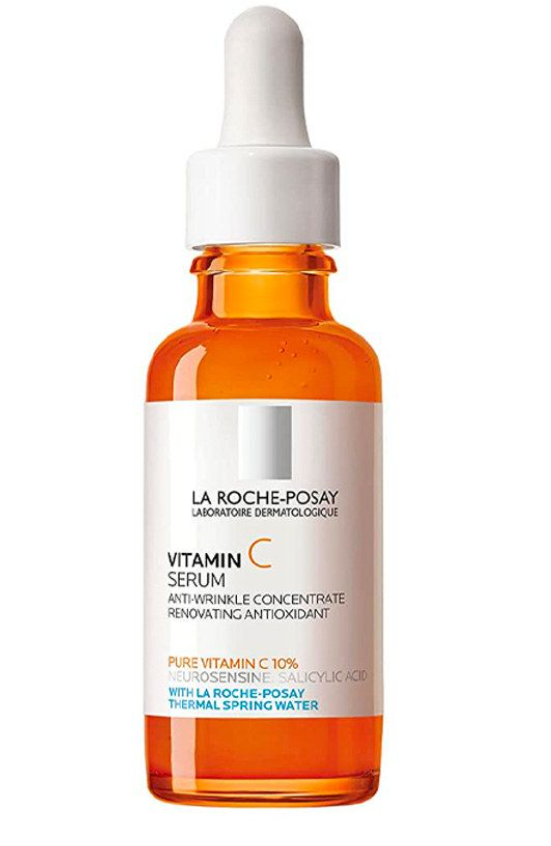 LA ROCHE-POSAY
LABORATOIRE DERMATOLOGIQUE
VITAMIN C
SERUM
ANTI-WRINKLE CONCENTRATE
RENOVATING ANTIOXIDANT
PURE VITAMIN C 10%
NEUROSENSINE. SALICYLIC ACID
WITH LA ROCHE-POSAY
THERMAL SPRING WATER